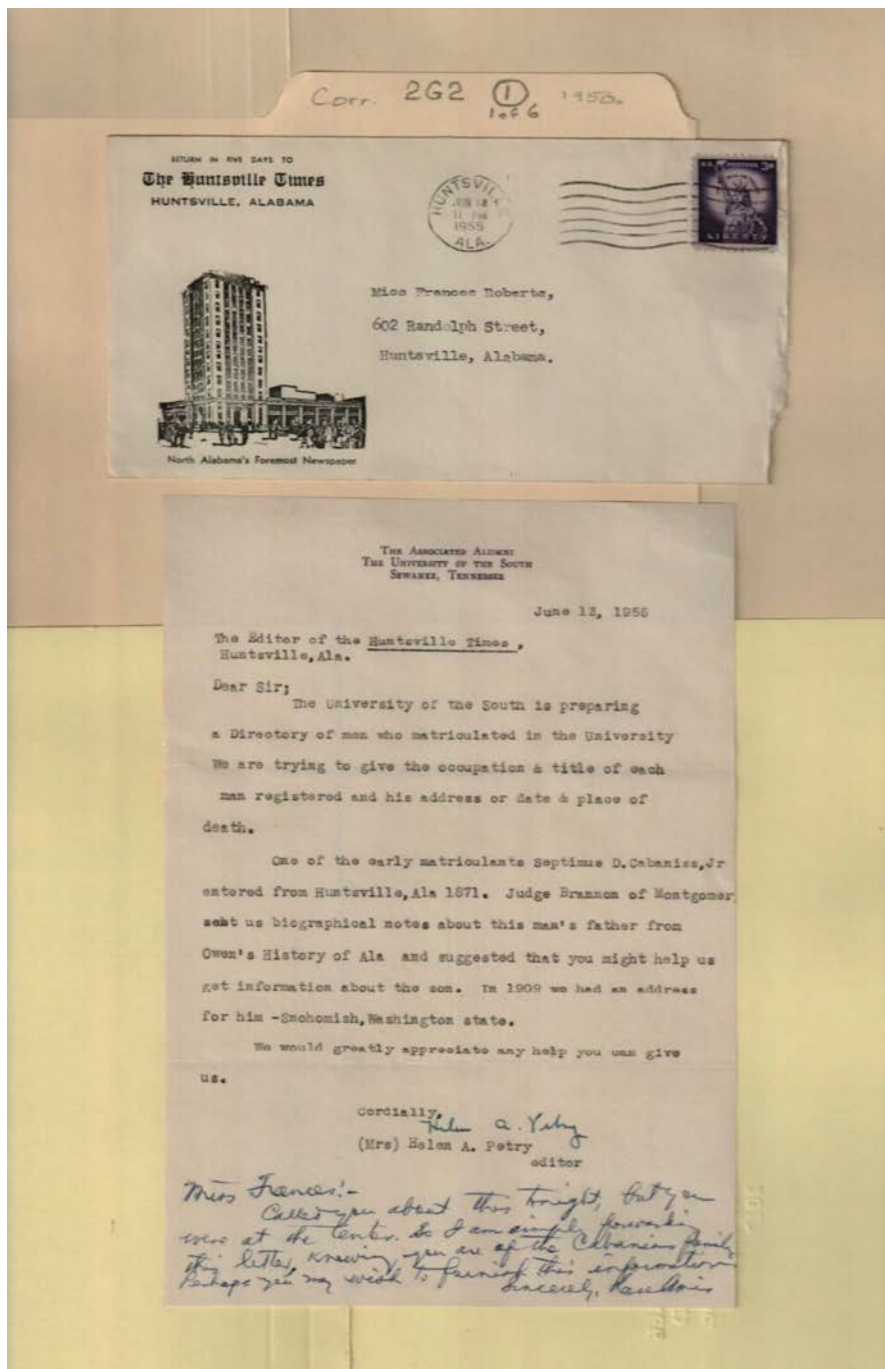 Corr. 2G2 1 1955
1 of 6
RETURN IN FIVE DAYS TO
The Huntsville Times
HUNTSVILLE, ALABAMA
HUNTSVIL
1955
ALA.
U.S. POSTAGE 3¢
LIBERTY
Miss Frances Roberts,
602 Randolph Street,
Huntsville, Alabama.
North Alabama's Foremost Newspaper
THE ASSOCIATED ALUMNI
THE UNIVERSITY OF THE SOUTH
SEWANEE, TENNESSEE
June 13, 1955
The Editor of the Huntsville Times,
Huntsville,Ala.
Dear Sir;
The University of the South is preparing
a Directory of men who matriculated in the University
We are trying to give the occupation & title of each
man registered and his address or date & place of
death.
One of the early matriculants Septimus D.Cabaniss,Jr
entered from Huntsville,Ala 1871. Judge Brannon of Montgomer
sent us biographical notes about this man's father from
Owen's History of Ala and suggested that you might help us
get information about the son. In 1909 we had an address
for him -Snohomish,Washington state.
We would greatly appreciate any help you can give
us.
Cordially,
Helen A. Petry
(Mrs) Helen A. Petry
editor
Miss Frances:-
Called you about this tonight, but you
were at the Center. So I am simply forwarding
this letter, knowing you are of the Cabaniss family
Perhaps you may wish to furnish this information
Sincerely,